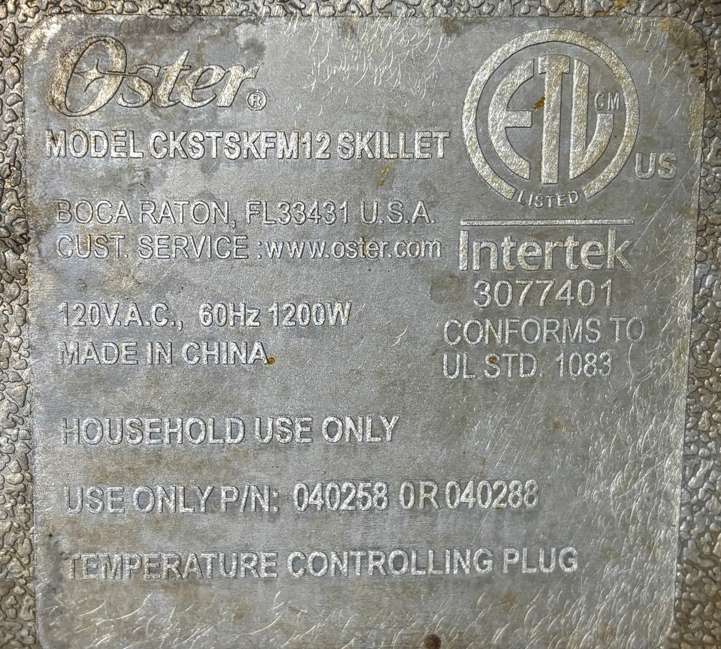 Oster®
MODEL CKSTSKFM12 SKILLET
BOCA RATON, FL33431 U.S.A.
CUST. SERVICE :www.oster.com
120V.A.C., 60Hz 1200W
MADE IN CHINA
ETL CM
LISTED
US
Intertek
3077401
CONFORMS TO
UL STD. 1083
HOUSEHOLD USE ONLY
USE ONLY P/N: 040258 0R 040288
TEMPERATURE CONTROLLING PLUG